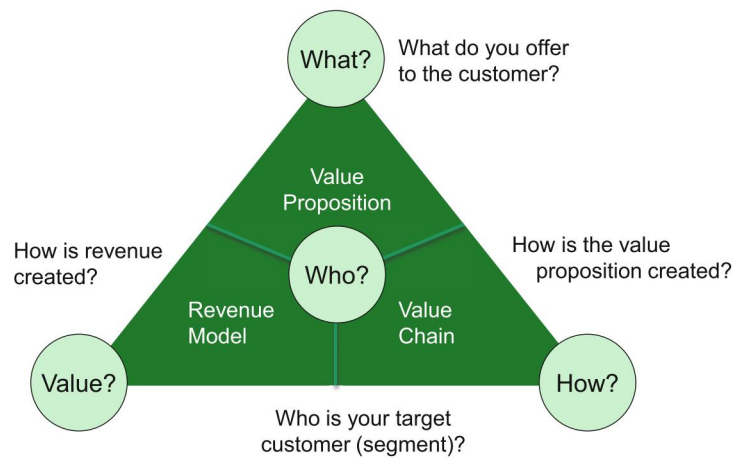 What?
What do you offer
to the customer?
Value
Proposition
How is revenue
created?
Who?
How is the value
proposition created?
Revenue
Model
Value
Chain
Value?
How?
Who is your target
customer (segment)?